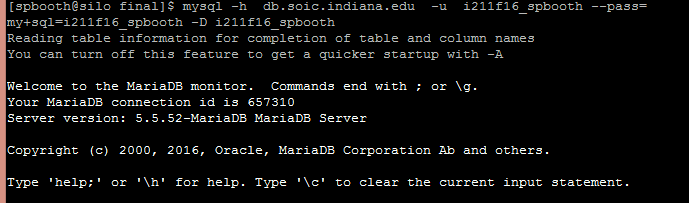 [spbooth@silo final]$ mysql -h  db.soic.indiana.edu  -u  i211f16_spbooth --pass=
my+sql=i211f16_spbooth -D i211f16_spbooth
Reading table information for completion of table and column names
You can turn off this feature to get a quicker startup with -A
Welcome to the MariaDB monitor.  Commands end with ; or \g.
Your MariaDB connection id is 657310
Server version: 5.5.52-MariaDB MariaDB Server
Copyright (c) 2000, 2016, Oracle, MariaDB Corporation Ab and others.
Type 'help;' or '\h' for help. Type '\c' to clear the current input statement.